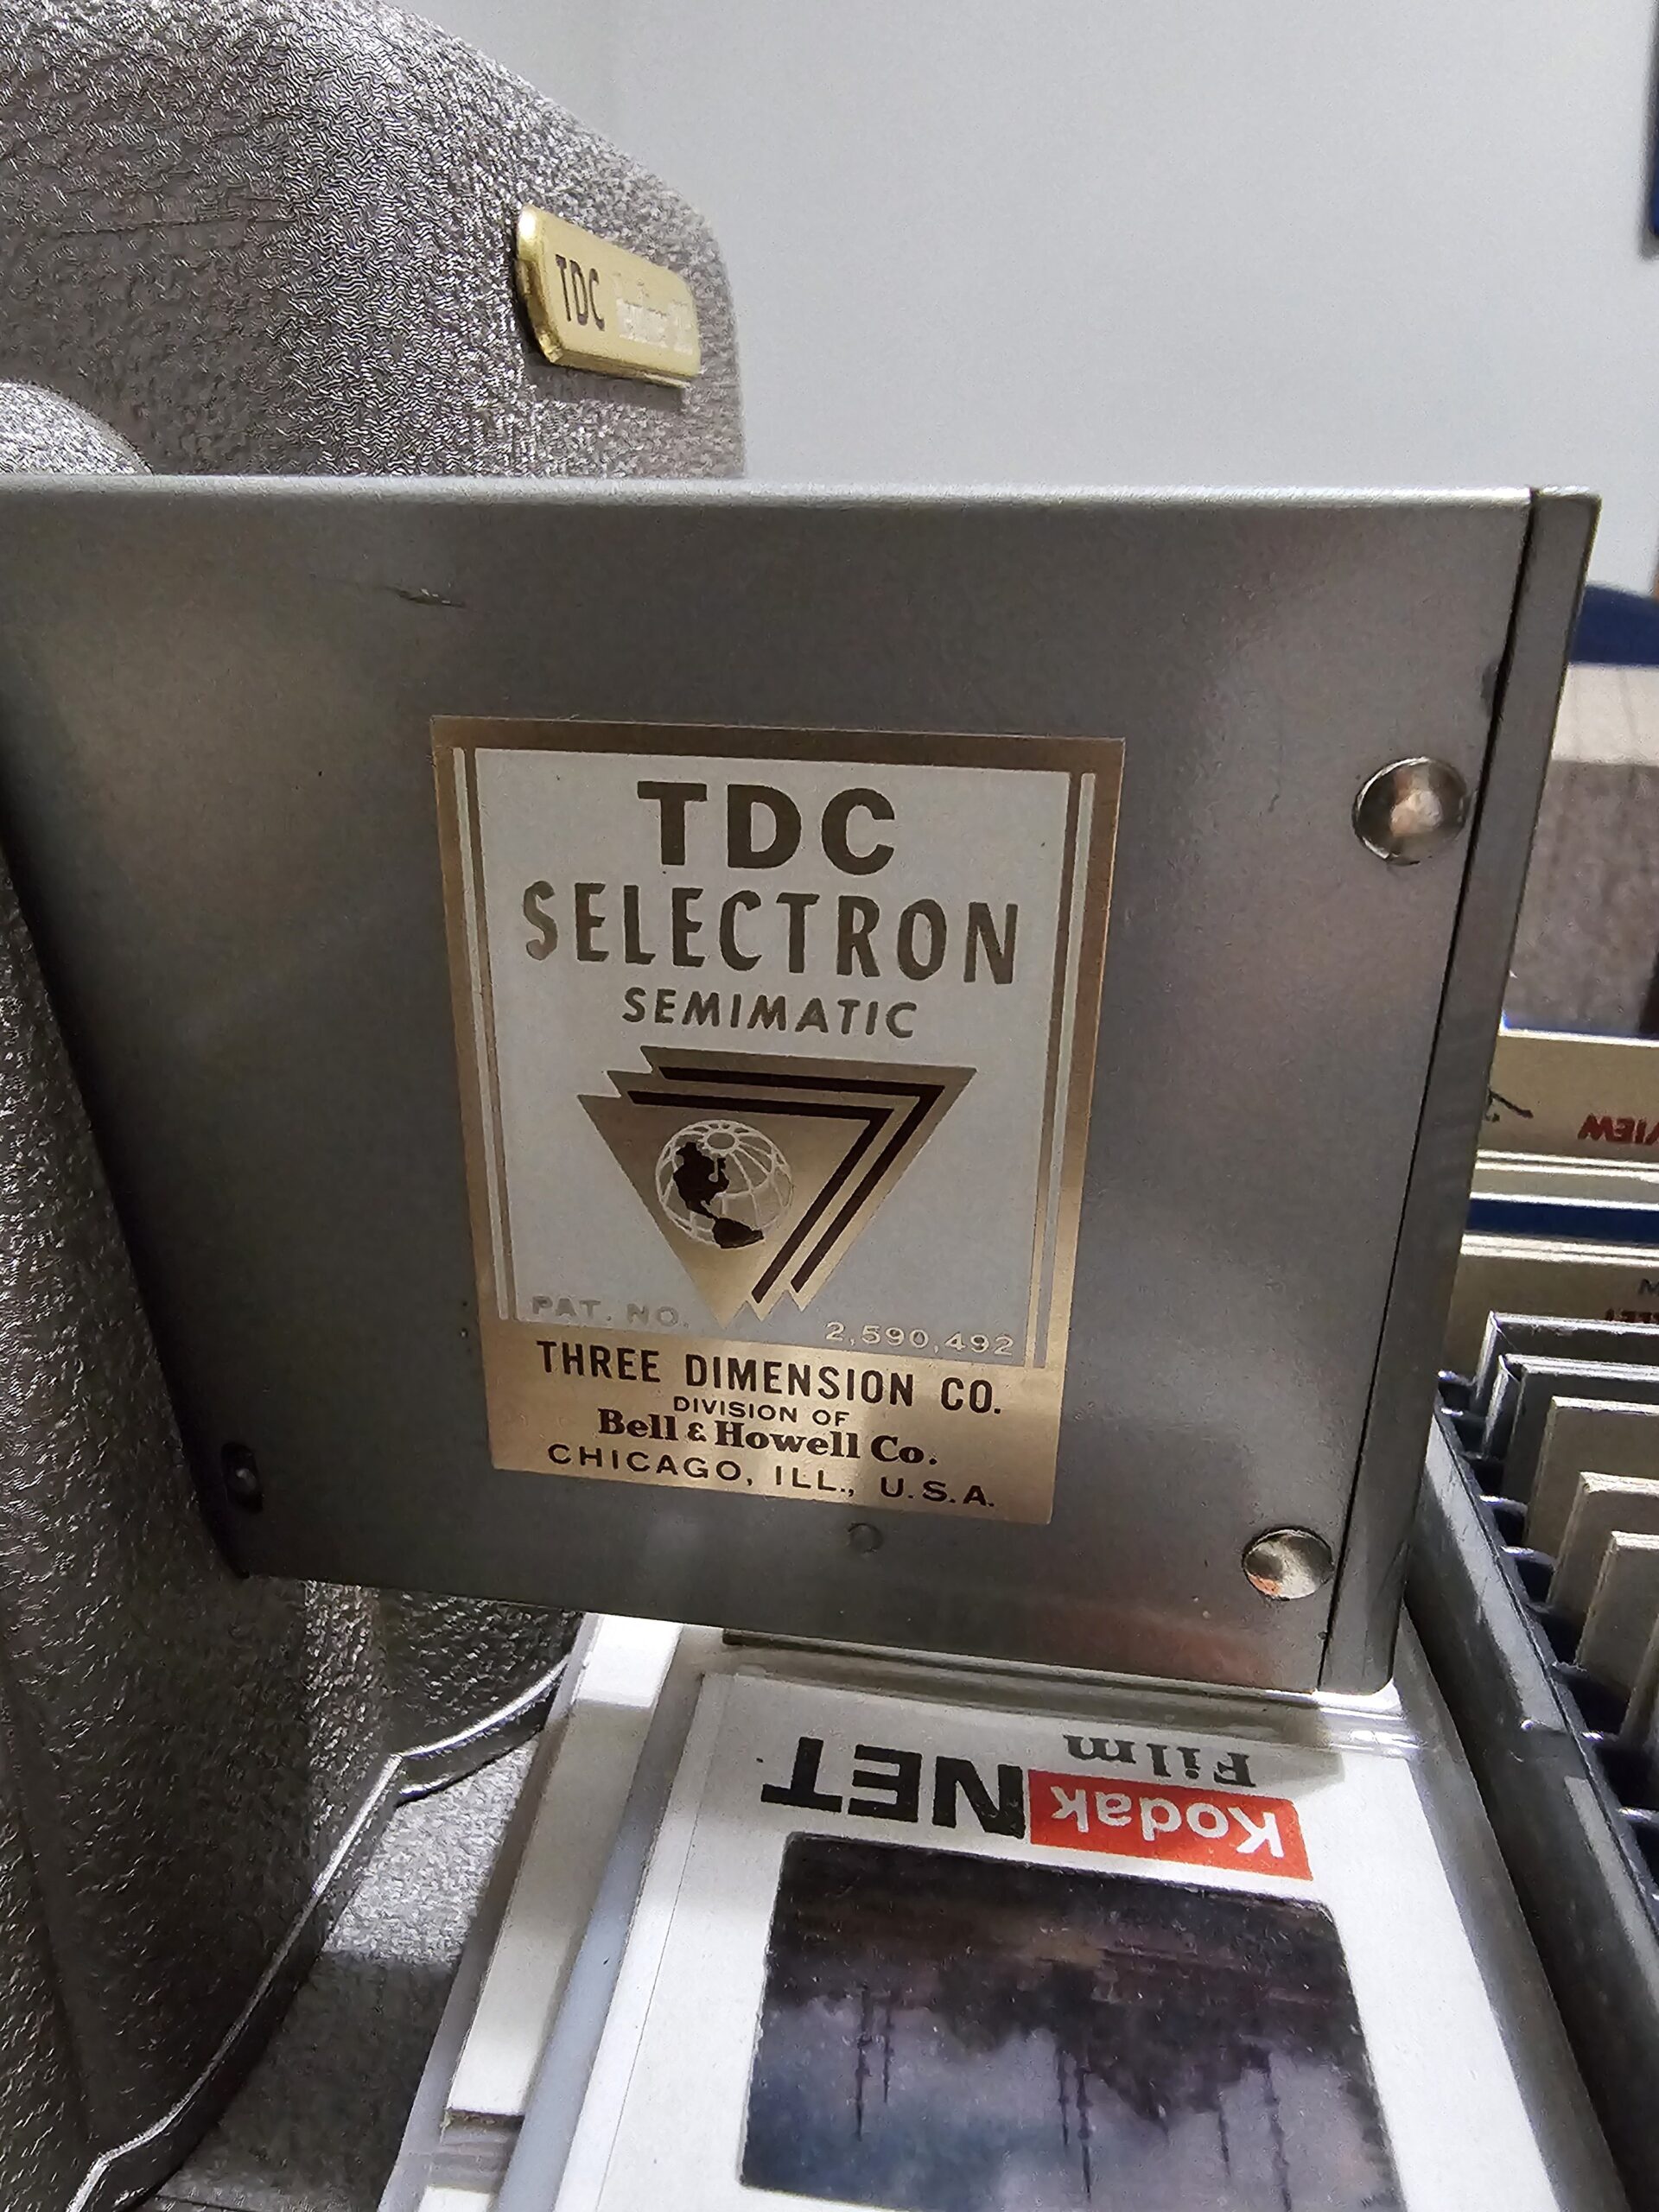 TDC
TDC
SELECTRON
SEMIMATIC
PAT. NO. 2,590,492
THREE DIMENSION CO.
DIVISION OF
Bell & Howell Co.
CHICAGO, ILL., U.S.A.
VIEW
Kodak NET
Film